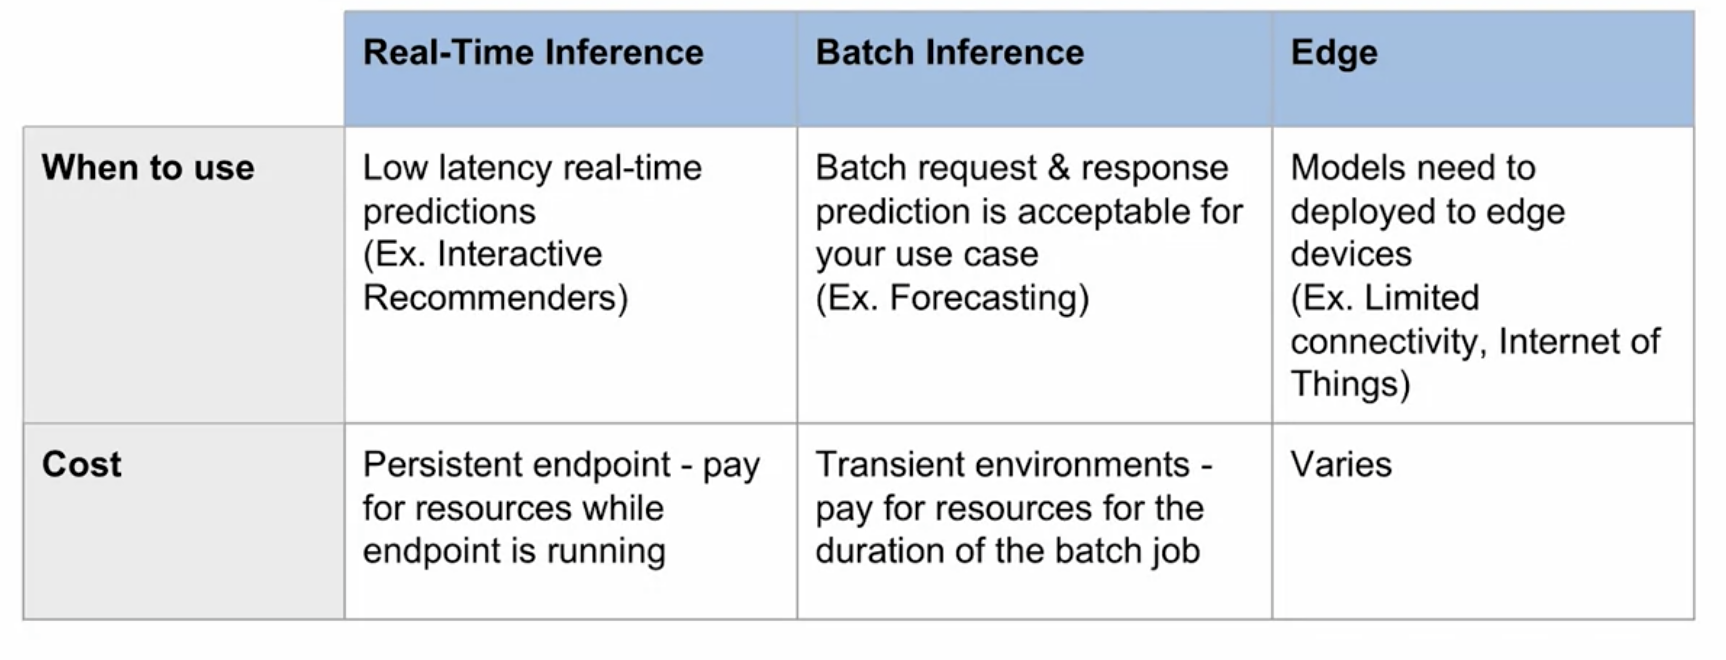 Real-Time Inference
Batch Inference
Edge
When to use
Low latency real-time
predictions
(Ex. Interactive
Recommenders)
Batch request & response
prediction is acceptable for
your use case
(Ex. Forecasting)
Models need to
deployed to edge
devices
(Ex. Limited
connectivity, Internet of
Things)
Cost
Persistent endpoint - pay
for resources while
endpoint is running
Transient environments -
pay for resources for the
duration of the batch job
Varies